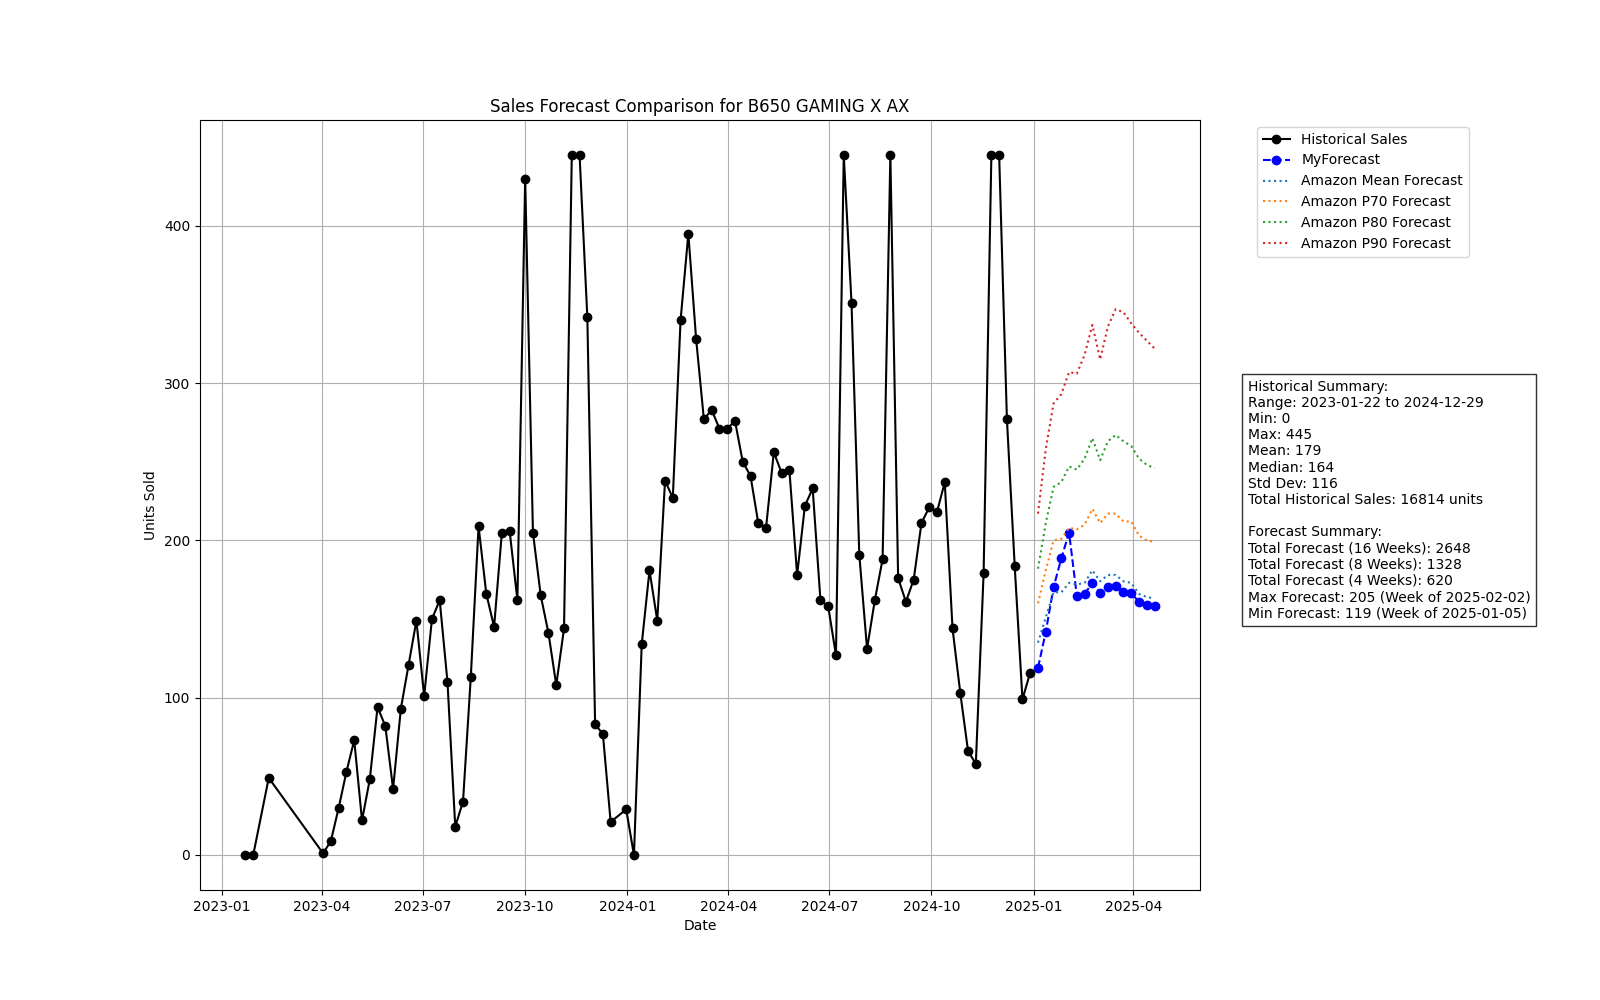 Sales Forecast Comparison for B650 GAMING X AX
Historical Sales
MyForecast
Amazon Mean Forecast
Amazon P70 Forecast
Amazon P80 Forecast
Amazon P90 Forecast
Units Sold
400
300
200
100
0
2023-01
2023-04
2023-07
2023-10
2024-01
2024-04
2024-07
2024-10
2025-01
2025-04
Date
Historical Summary:
Range: 2023-01-22 to 2024-12-29
Min: 0
Max: 445
Mean: 179
Median: 164
Std Dev: 116
Total Historical Sales: 16814 units
Forecast Summary:
Total Forecast (16 Weeks): 2648
Total Forecast (8 Weeks): 1328
Total Forecast (4 Weeks): 620
Max Forecast: 205 (Week of 2025-02-02)
Min Forecast: 119 (Week of 2025-01-05)